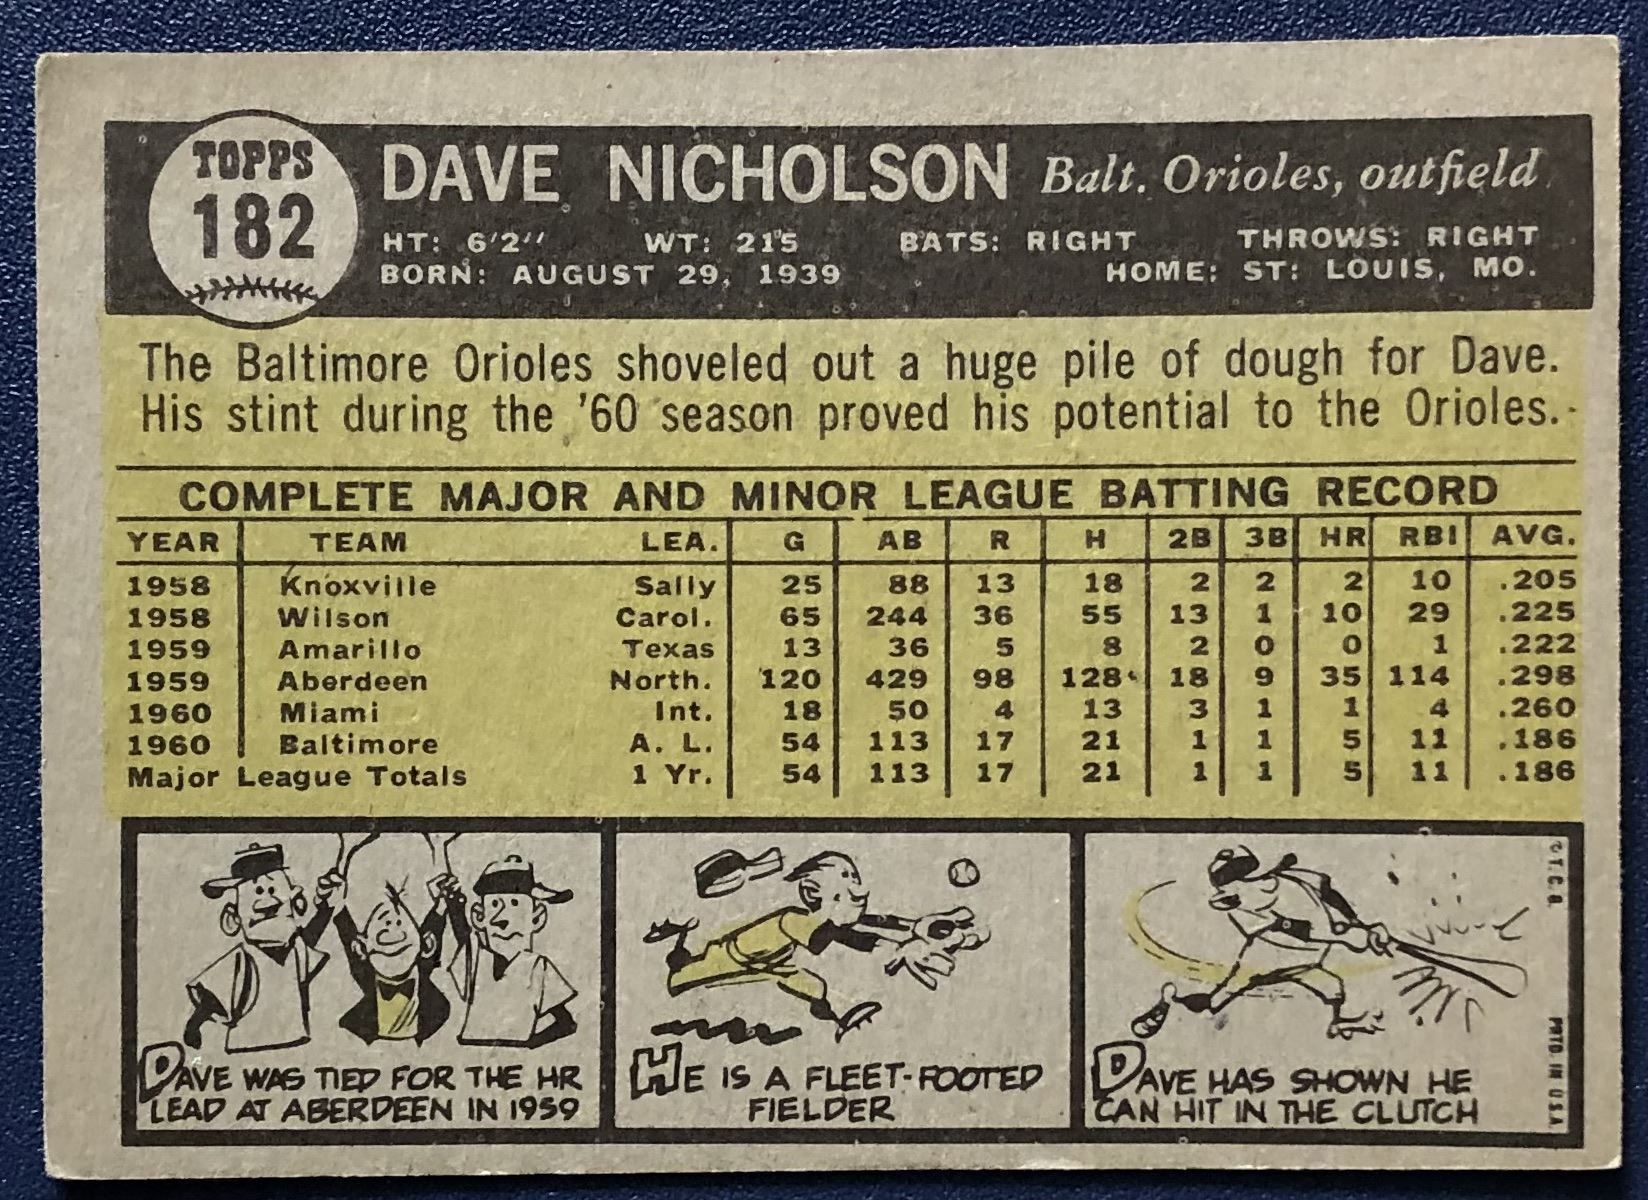 TOPPS
182
DAVE NICHOLSON Balt. Orioles, outfield
HT: 6'2" WT: 215 BATS: RIGHT THROWS: RIGHT
BORN: AUGUST 29, 1939 HOME: ST. LOUIS, MO.
The Baltimore Orioles shoveled out a huge pile of dough for Dave.
His stint during the '60 season proved his potential to the Orioles.
COMPLETE MAJOR AND MINOR LEAGUE BATTING RECORD
YEAR TEAM LEA. G AB R H 2B 3B HR RBI AVG.
1958 Knoxville Sally 25 88 13 18 2 2 2 10 .205
1958 Wilson Carol. 65 244 36 55 13 1 10 29 .225
1959 Amarillo Texas 13 36 5 8 2 0 0 1 .222
1959 Aberdeen North. 120 429 98 128 18 9 35 114 .298
1960 Miami Int. 18 50 4 13 3 1 1 4 .260
1960 Baltimore A. L. 54 113 17 21 1 1 5 11 .186
Major League Totals 1 Yr. 54 113 17 21 1 1 5 11 .186
DAVE WAS TIED FOR THE HR
LEAD AT ABERDEEN IN 1959
HE IS A FLEET-FOOTED
FIELDER
DAVE HAS SHOWN HE
CAN HIT IN THE CLUTCH
© T.C.G. PRTD. IN U.S.A.